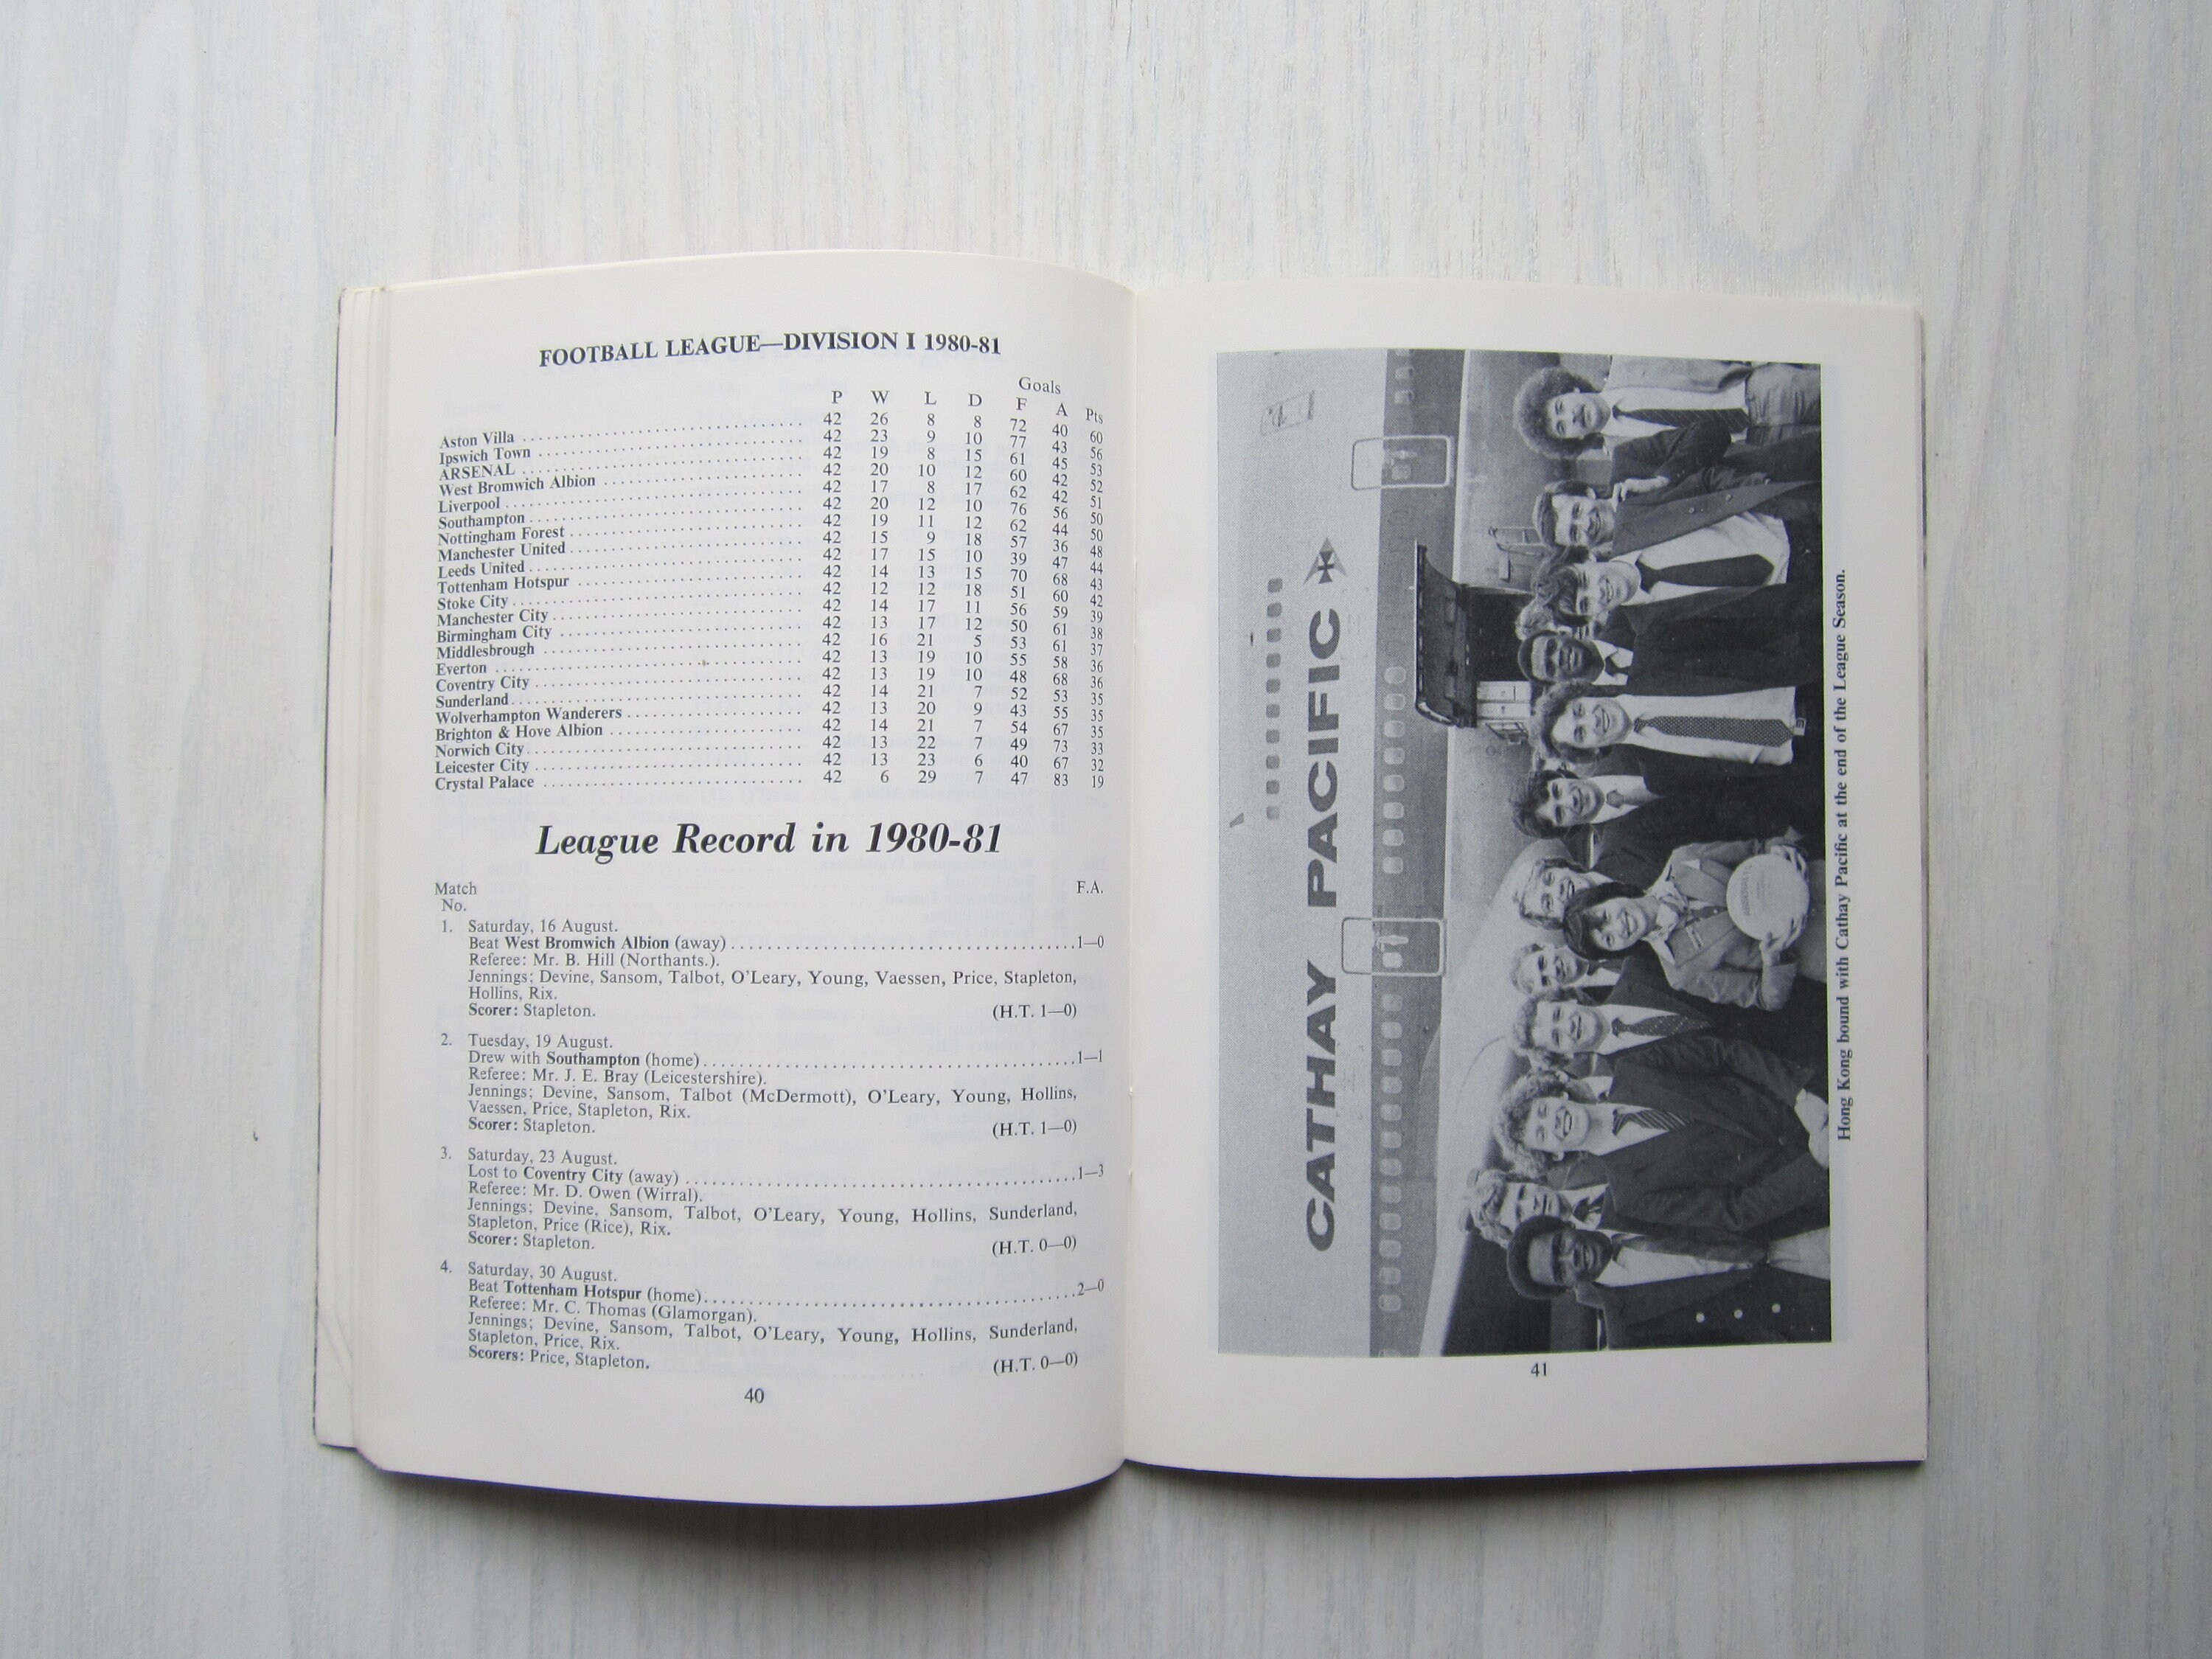 FOOTBALL LEAGUE—DIVISION I 1980-81
Goals
P W L D F A Pts
Aston Villa 42 26 8 8 72 40 60
Ipswich Town 42 23 9 10 77 43 56
ARSENAL 42 19 8 15 61 45 53
West Bromwich Albion 42 20 10 12 60 42 52
Liverpool 42 17 8 17 62 42 51
Southampton 42 20 12 10 76 56 50
Nottingham Forest 42 19 11 12 62 44 50
Manchester United 42 15 9 18 57 36 48
Leeds United 42 17 15 10 39 47 44
Tottenham Hotspur 42 14 13 15 70 68 43
Stoke City 42 12 12 18 51 60 42
Manchester City 42 14 17 11 56 59 39
Birmingham City 42 13 17 12 50 61 38
Middlesbrough 42 16 21 5 53 61 37
Everton 42 13 19 10 55 58 36
Coventry City 42 13 19 10 48 68 36
Sunderland 42 14 21 7 52 53 35
Wolverhampton Wanderers 42 13 20 9 43 55 35
Brighton & Hove Albion 42 14 21 7 54 67 35
Norwich City 42 13 22 7 49 73 33
Leicester City 42 13 23 6 40 67 32
Crystal Palace 42 6 29 7 47 83 19
League Record in 1980-81
Match F.A.
No.
1. Saturday, 16 August.
Beat West Bromwich Albion (away) 1—0
Referee: Mr. B. Hill (Northants.).
Jennings; Devine, Sansom, Talbot, O'Leary, Young, Vaessen, Price, Stapleton,
Hollins, Rix.
Scorer: Stapleton. (H.T. 1—0)
2. Tuesday, 19 August.
Drew with Southampton (home) 1—1
Referee: Mr. J. E. Bray (Leicestershire).
Jennings; Devine, Sansom, Talbot (McDermott), O'Leary, Young, Hollins,
Vaessen, Price, Stapleton, Rix.
Scorer: Stapleton. (H.T. 1—0)
3. Saturday, 23 August.
Lost to Coventry City (away) 1—3
Referee: Mr. D. Owen (Wirral).
Jennings; Devine, Sansom, Talbot, O'Leary, Young, Hollins, Sunderland,
Stapleton, Price (Rice), Rix.
Scorer: Stapleton. (H.T. 0—0)
4. Saturday, 30 August.
Beat Tottenham Hotspur (home) 2—0
Referee: Mr. C. Thomas (Glamorgan).
Jennings; Devine, Sansom, Talbot, O'Leary, Young, Hollins, Sunderland,
Stapleton, Price, Rix.
Scorers: Price, Stapleton. (H.T. 0—0)
40
CATHAY PACIFIC
Hong Kong bound with Cathay Pacific at the end of the League Season.
41